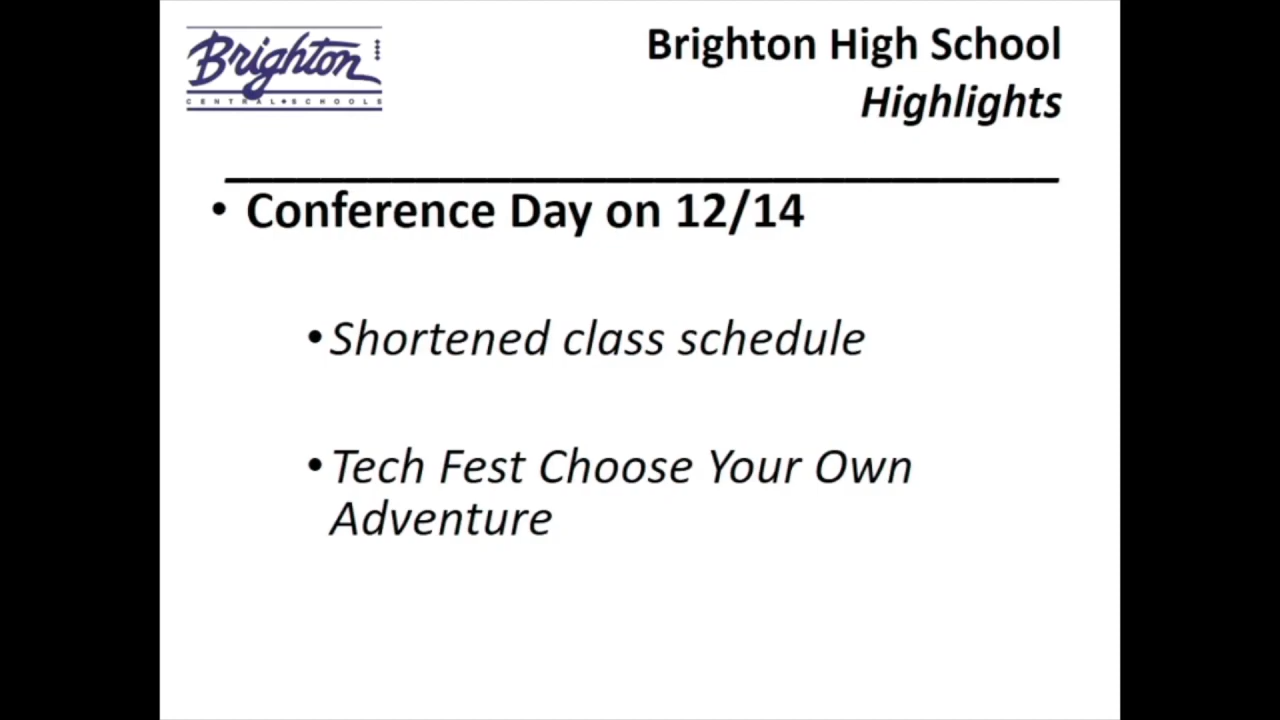 Brighton
CENTRAL SCHOOLS
Brighton High School
Highlights
• Conference Day on 12/14
• Shortened class schedule
• Tech Fest Choose Your Own
Adventure